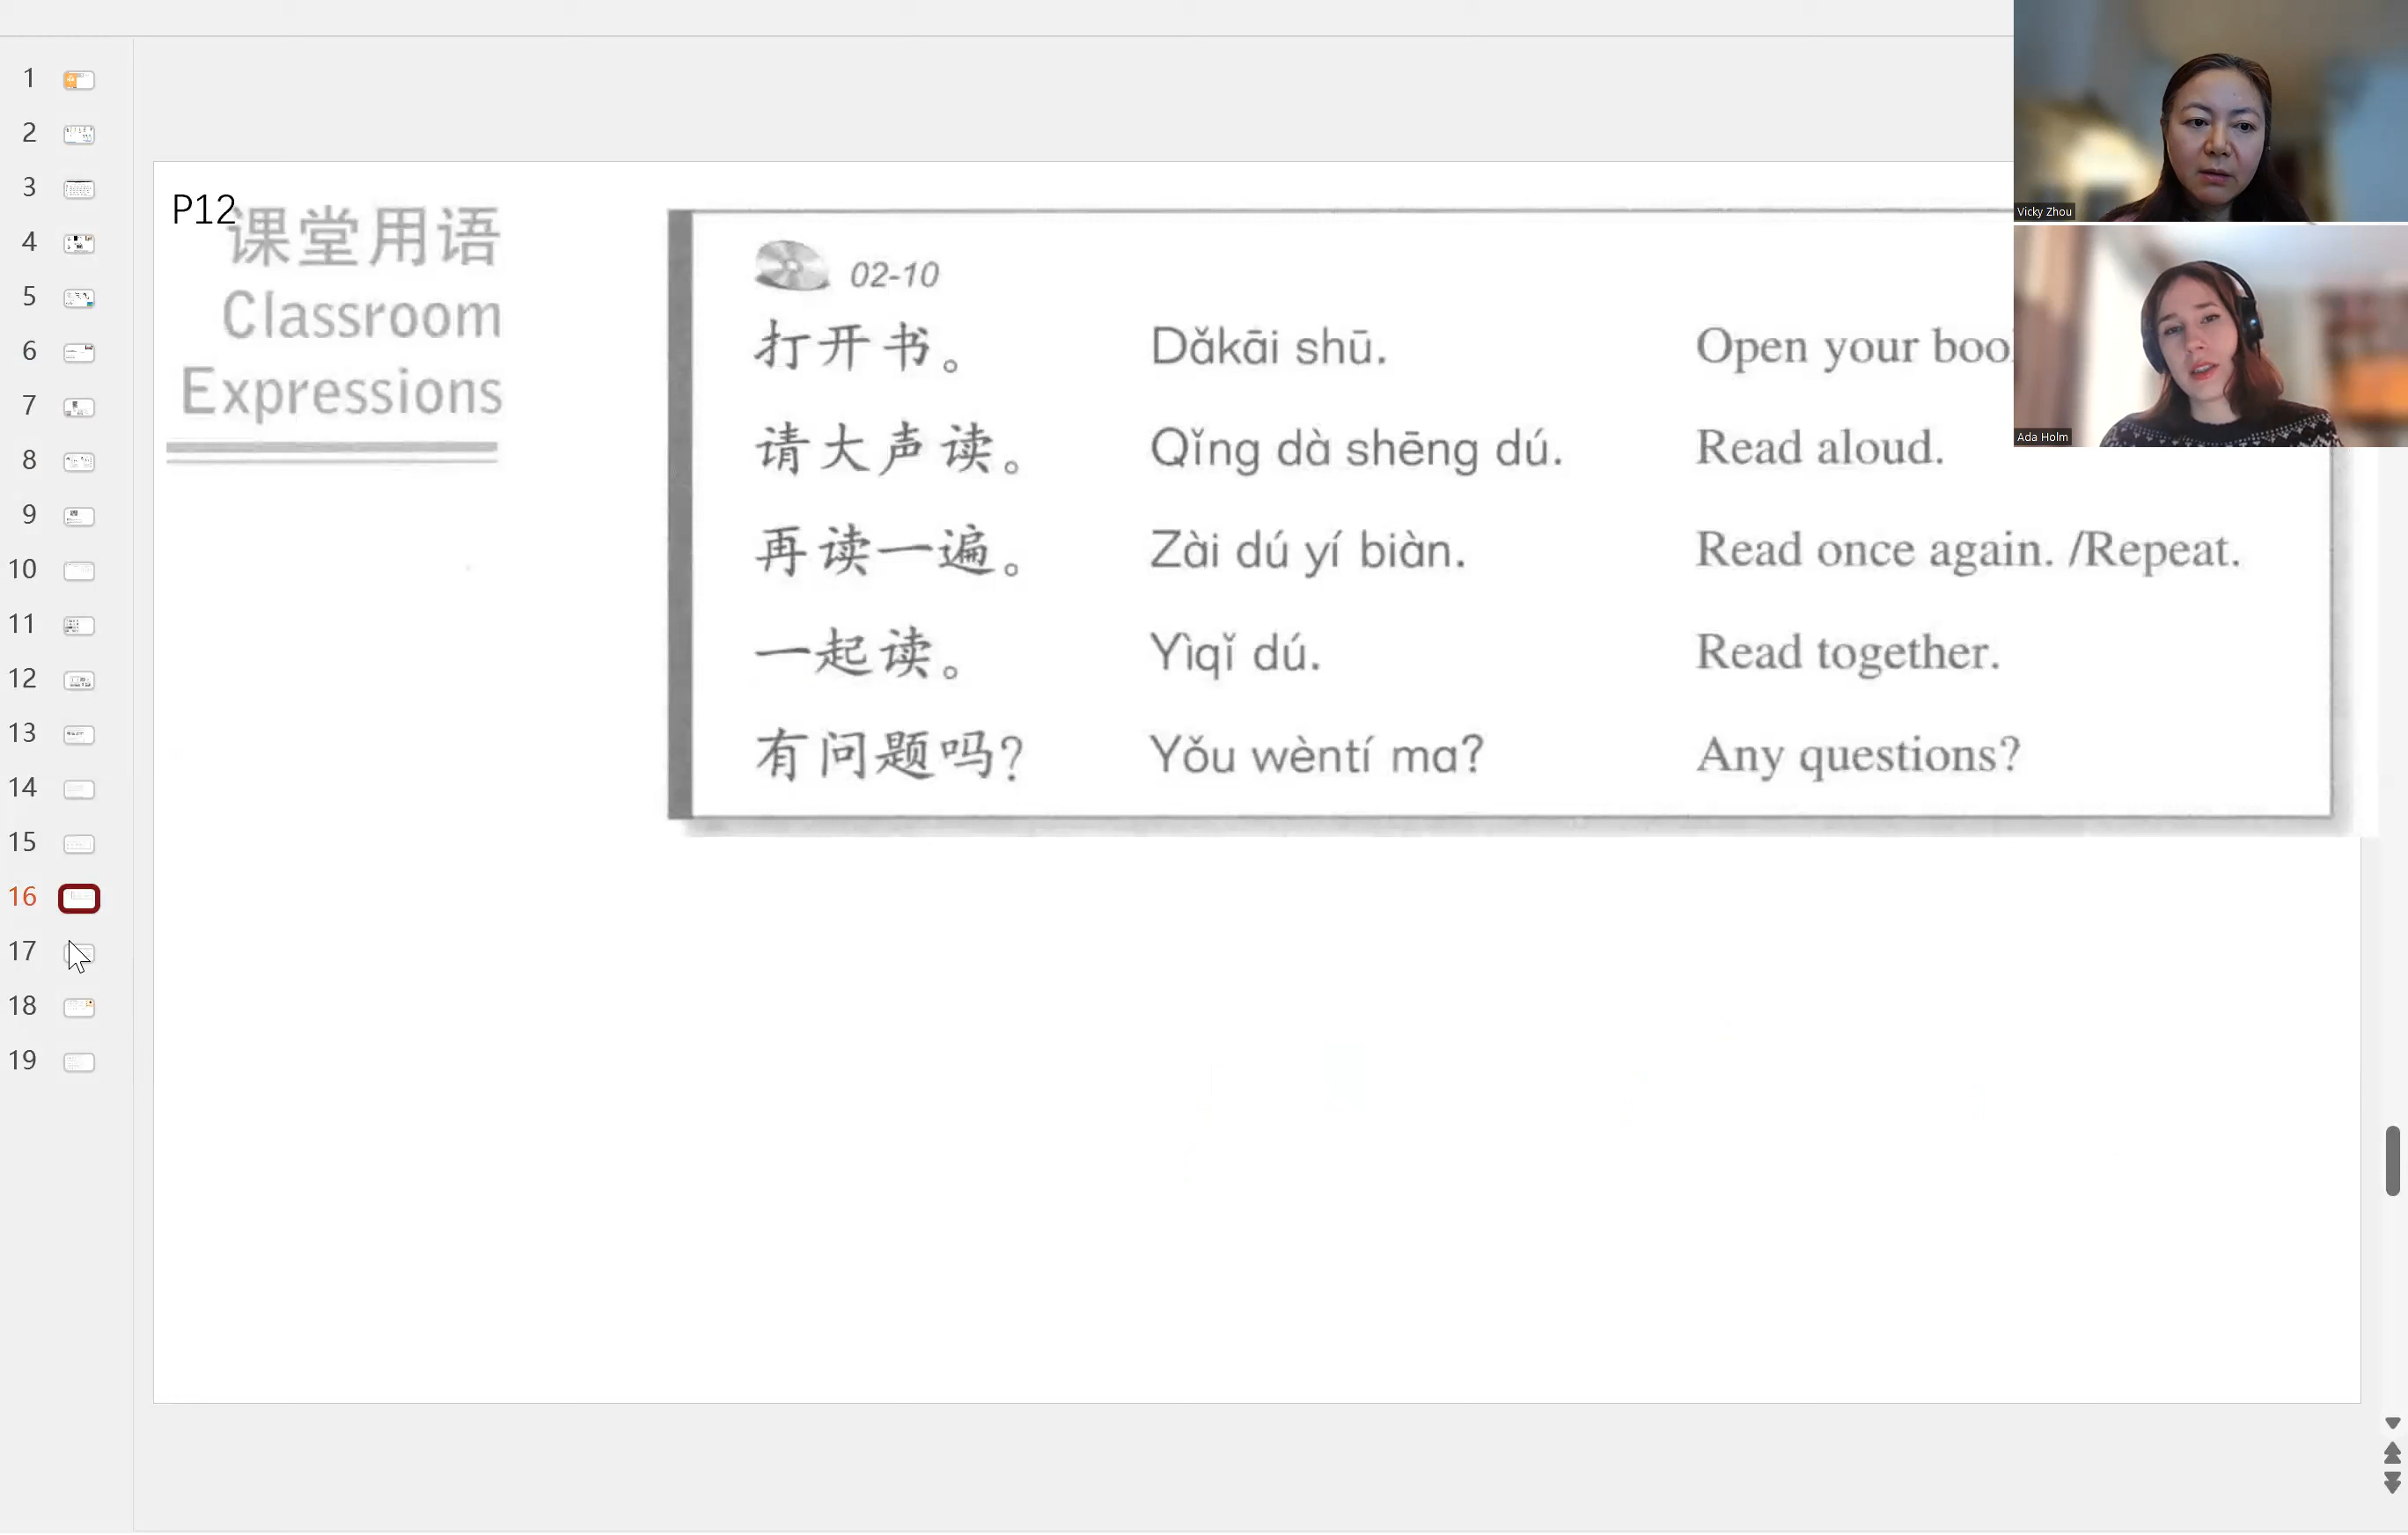 1
2
3
4
5
6
7
8
9
10
11
12
13
14
15
16
17
18
19
P12
课堂用语
Classroom
Expressions
02-10
打开书。 Dǎkāi shū. Open your
请大声读。 Qǐng dà shēng dú. Read aloud.
再读一遍。 Zài dú yí biàn. Read once again. /Repeat.
一起读。 Yìqǐ dú. Read together.
有问题吗? Yǒu wèntí ma? Any questions?
Vicky Zhou
Ada Holm